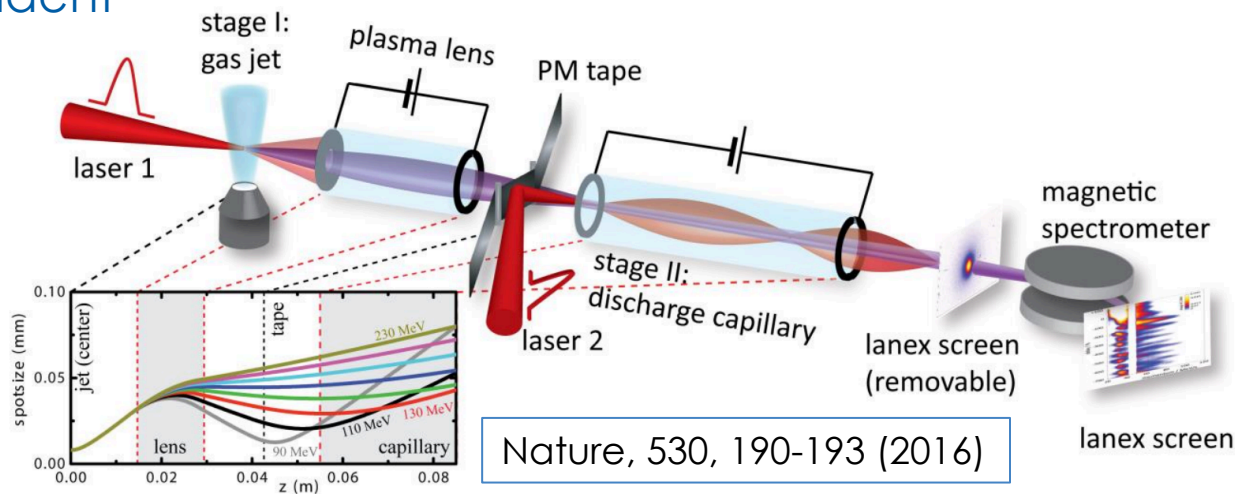 stage I:
gas jet
plasma lens
PM tape
laser 1
magnetic
spectrometer
stage II:
discharge capillary
laser 2
lanex screen
(removable)
lanex screen
0.10
0.05
0.00
spotsize (mm)
jet (center)
tape
230 MeV
130 MeV
110 MeV
90 MeV
lens
capillary
0.00
0.02
0.04
0.06
0.08
z (m)
Nature, 530, 190-193 (2016)